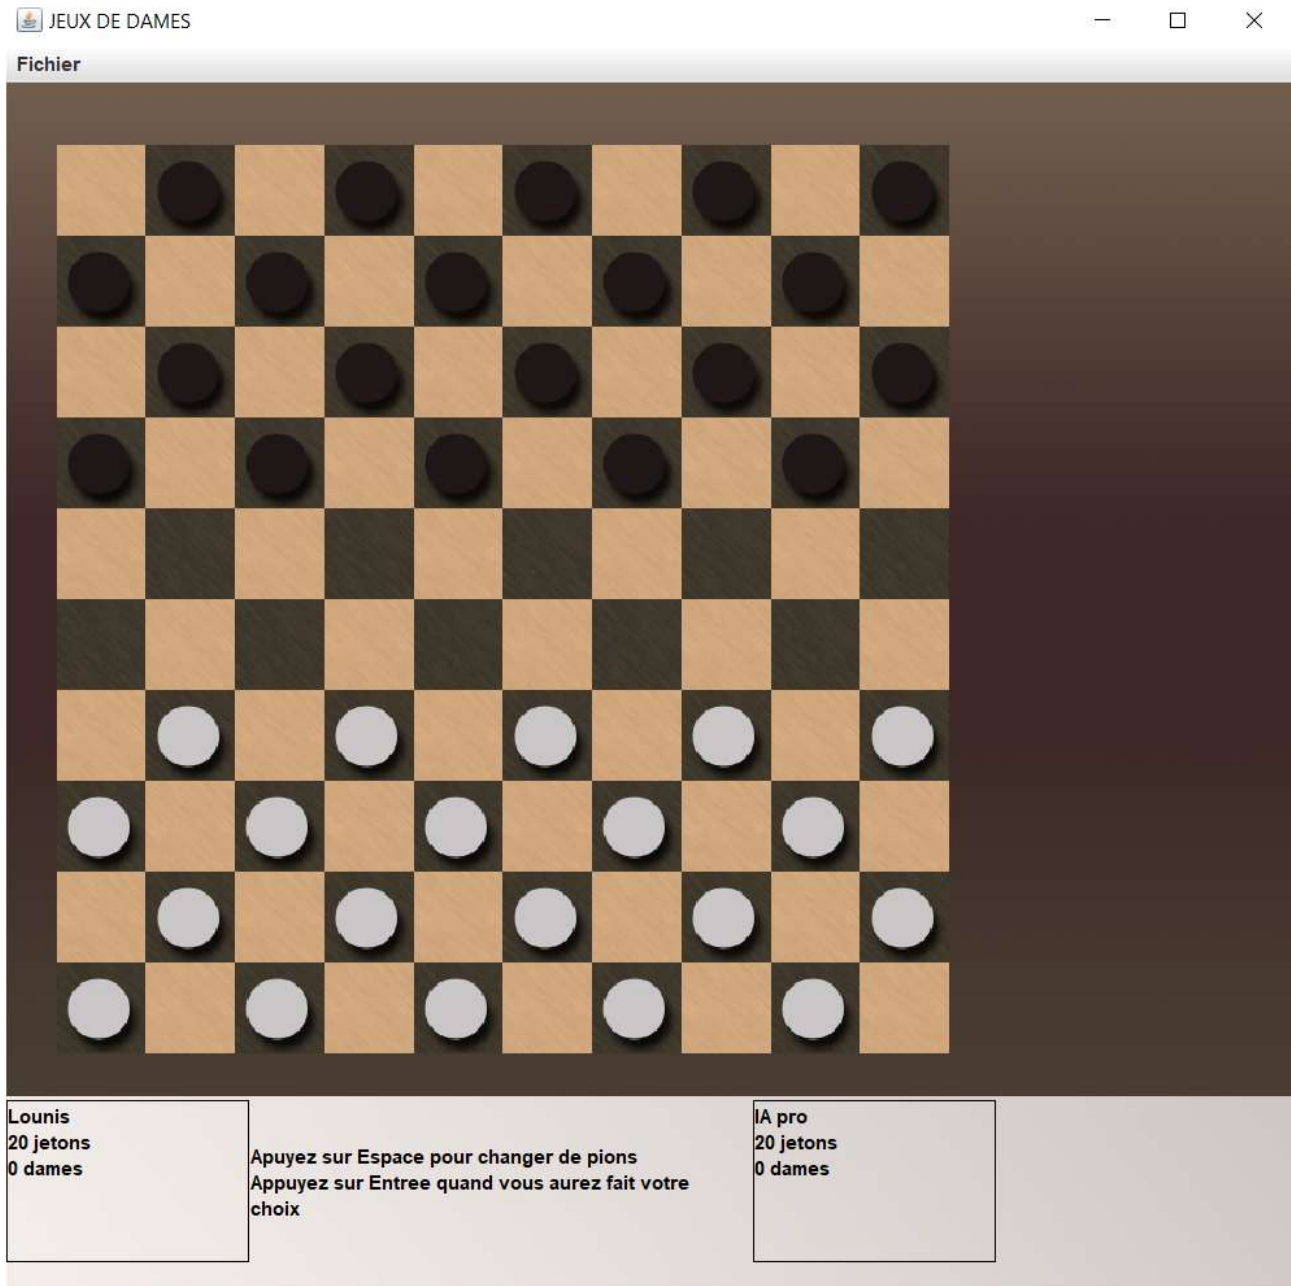 JEUX DE DAMES
Fichier
Lounis
20 jetons
0 dames
Apuyez sur Espace pour changer de pions
Appuyez sur Entree quand vous aurez fait votre
choix
IA pro
20 jetons
0 dames